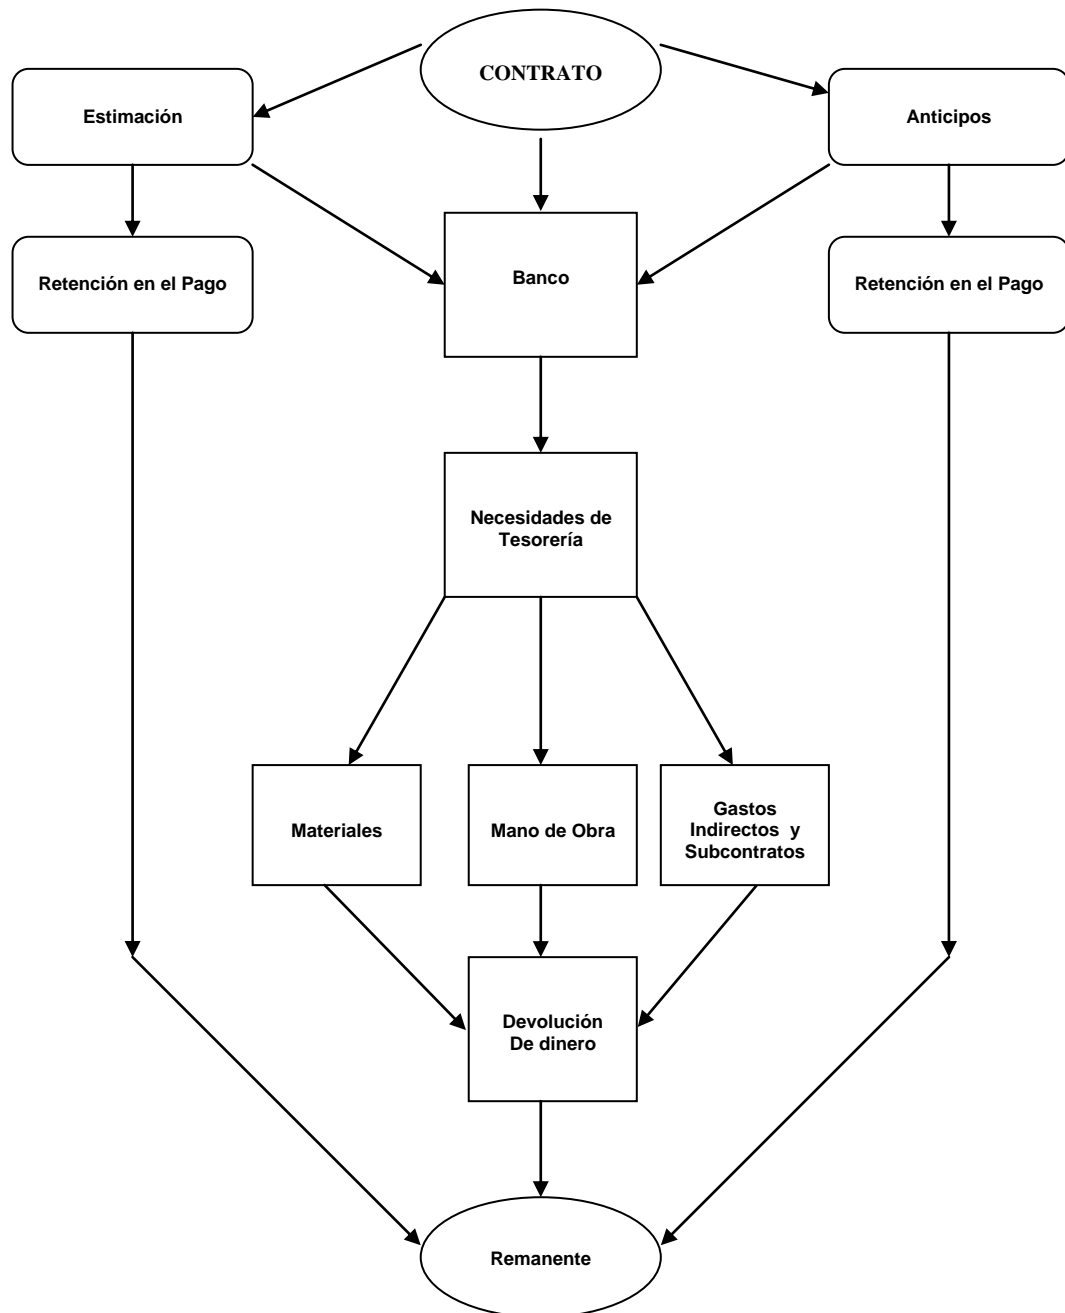 CONTRATO
Estimación
Anticipos
Retención en el Pago
Banco
Retención en el Pago
Necesidades de
Tesorería
Materiales
Mano de Obra
Gastos
Indirectos y
Subcontratos
Devolución
De dinero
Remanente